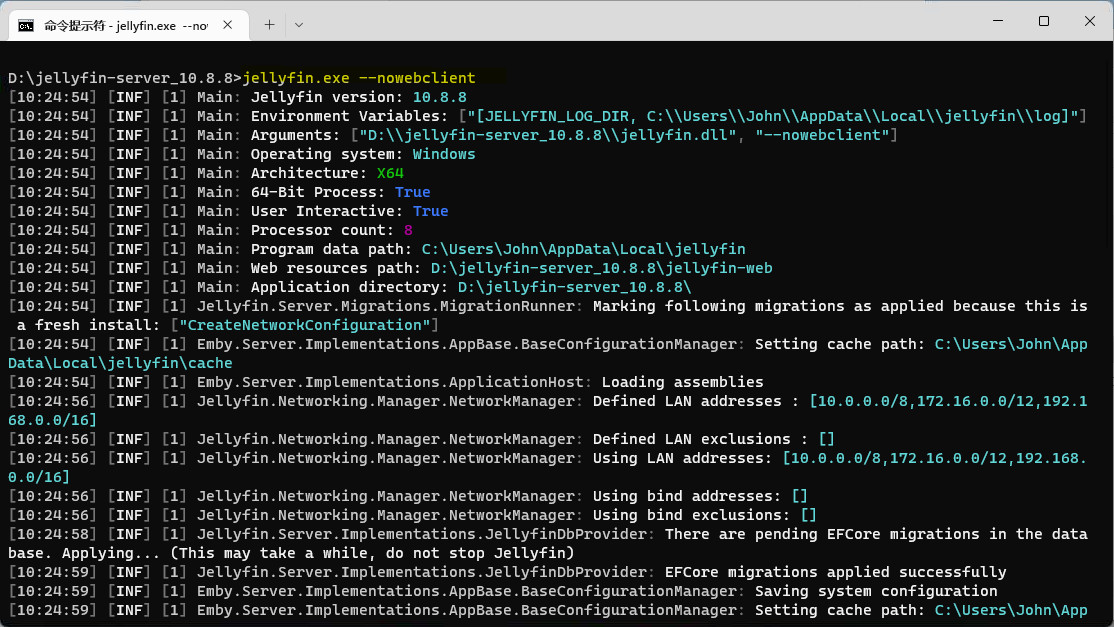 命令提示符 - jellyfin.exe --nov
D:\jellyfin-server_10.8.8>jellyfin.exe --nowebclient
[10:24:54] [INF] [1] Main: Jellyfin version: 10.8.8
[10:24:54] [INF] [1] Main: Environment Variables: ["[JELLYFIN_LOG_DIR, C:\\Users\\John\\AppData\\Local\\jellyfin\\log]"]
[10:24:54] [INF] [1] Main: Arguments: ["D:\\jellyfin-server_10.8.8\\jellyfin.dll", "--nowebclient"]
[10:24:54] [INF] [1] Main: Operating system: Windows
[10:24:54] [INF] [1] Main: Architecture: X64
[10:24:54] [INF] [1] Main: 64-Bit Process: True
[10:24:54] [INF] [1] Main: User Interactive: True
[10:24:54] [INF] [1] Main: Processor count: 8
[10:24:54] [INF] [1] Main: Program data path: C:\Users\John\AppData\Local\jellyfin
[10:24:54] [INF] [1] Main: Web resources path: D:\jellyfin-server_10.8.8\jellyfin-web
[10:24:54] [INF] [1] Main: Application directory: D:\jellyfin-server_10.8.8\
[10:24:54] [INF] [1] Jellyfin.Server.Migrations.MigrationRunner: Marking following migrations as applied because this is
 a fresh install: ["CreateNetworkConfiguration"]
[10:24:54] [INF] [1] Emby.Server.Implementations.AppBase.BaseConfigurationManager: Setting cache path: C:\Users\John\App
Data\Local\jellyfin\cache
[10:24:54] [INF] [1] Emby.Server.Implementations.ApplicationHost: Loading assemblies
[10:24:56] [INF] [1] Jellyfin.Networking.Manager.NetworkManager: Defined LAN addresses : [10.0.0.0/8,172.16.0.0/12,192.1
68.0.0/16]
[10:24:56] [INF] [1] Jellyfin.Networking.Manager.NetworkManager: Defined LAN exclusions : []
[10:24:56] [INF] [1] Jellyfin.Networking.Manager.NetworkManager: Using LAN addresses: [10.0.0.0/8,172.16.0.0/12,192.168.
0.0/16]
[10:24:56] [INF] [1] Jellyfin.Networking.Manager.NetworkManager: Using bind addresses: []
[10:24:56] [INF] [1] Jellyfin.Networking.Manager.NetworkManager: Using bind exclusions: []
[10:24:58] [INF] [1] Jellyfin.Server.Implementations.JellyfinDbProvider: There are pending EFCore migrations in the data
base. Applying... (This may take a while, do not stop Jellyfin)
[10:24:59] [INF] [1] Jellyfin.Server.Implementations.JellyfinDbProvider: EFCore migrations applied successfully
[10:24:59] [INF] [1] Emby.Server.Implementations.AppBase.BaseConfigurationManager: Saving system configuration
[10:24:59] [INF] [1] Emby.Server.Implementations.AppBase.BaseConfigurationManager: Setting cache path: C:\Users\John\App